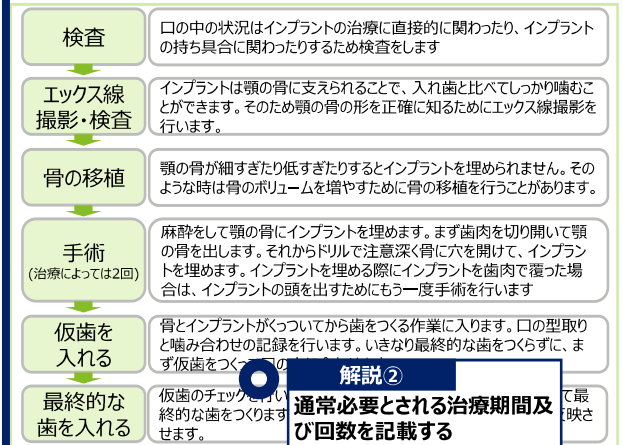 検査
口の中の状況はインプラントの治療に直接的に関わったり、インプラント
の持ち具合に関わったりするため検査をします
エックス線
撮影・検査
インプラントは顎の骨に支えられることで、入れ歯と比べてしっかり噛むこ
とができます。そのため顎の骨の形を正確に知るためにエックス線撮影を
行います。
骨の移植
顎の骨が細すぎたり低すぎたりするとインプラントを埋められません。その
ような時は骨のボリュームを増やすために骨の移植を行うことがあります。
手術
(治療によっては2回)
麻酔をして顎の骨にインプラントを埋めます。まず歯肉を切り開いて顎
の骨を出します。それからドリルで注意深く骨に穴を開けて、インプラン
トを埋めます。インプラントを埋める際にインプラントを歯肉で覆った場
合は、インプラントの頭を出すためにもう一度手術を行います
仮歯を
入れる
骨とインプラントがくっついてから歯をつくる作業に入ります。口の型取り
と噛み合わせの記録を行います。いきなり最終的な歯をつくらずに、ま
ず仮歯をつくっ
最終的な
歯を入れる
仮歯のチェックを行い て最
終的な歯をつくります 映さ
せます。
解説②
通常必要とされる治療期間及
び回数を記載する